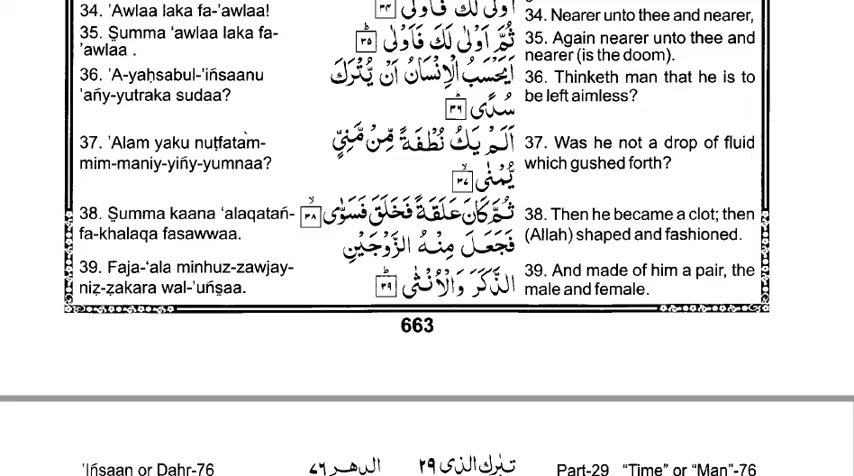 34. 'Awlaa laka fa-'awlaa!
35. Şumma 'awlaa laka fa-
'awlaa .
36. 'A-yaḥsabul-'iñsaanu
'añy-yutraka sudaa?
37. 'Alam yaku nuṭfatam-
mim-maniy-yiñy-yumnaa?
38. Şumma kaana ‘alaqatañ-
fa-khalaqa fasawwaa.
39. Faja-‘ala minhuz-zawjay-
niẓ-ẓakara wal-'uñşaa.
اَوْلٰى لَكَ فَاَوْلٰى ۙ ٣٤
ثُمَّ اَوْلٰى لَكَ فَاَوْلٰى ؕ ٣٥
اَيَحْسَبُ الْاِنْسَانُ اَنْ يُّتْرَكَ
سُدًى ؕ ٣٦
اَلَمْ يَكُ نُطْفَةً مِّنْ مَّنِيٍّ
يُّمْنٰى ۙ ٣٧
ثُمَّ كَانَ عَلَقَةً فَخَلَقَ فَسَوّٰى ۙ ٣٨
فَجَعَلَ مِنْهُ الزَّوْجَيْنِ
الذَّكَرَ وَالْاُنْثٰى ؕ ٣٩
34. Nearer unto thee and nearer,
35. Again nearer unto thee and
nearer (is the doom).
36. Thinketh man that he is to
be left aimless?
37. Was he not a drop of fluid
which gushed forth?
38. Then he became a clot; then
(Allah) shaped and fashioned.
39. And made of him a pair, the
male and female.
663
'Iñsaan or Dahr-76 الدهر ٧٦ تبٰرك الذى ٢٩ Part-29 “Time” or “Man”-76